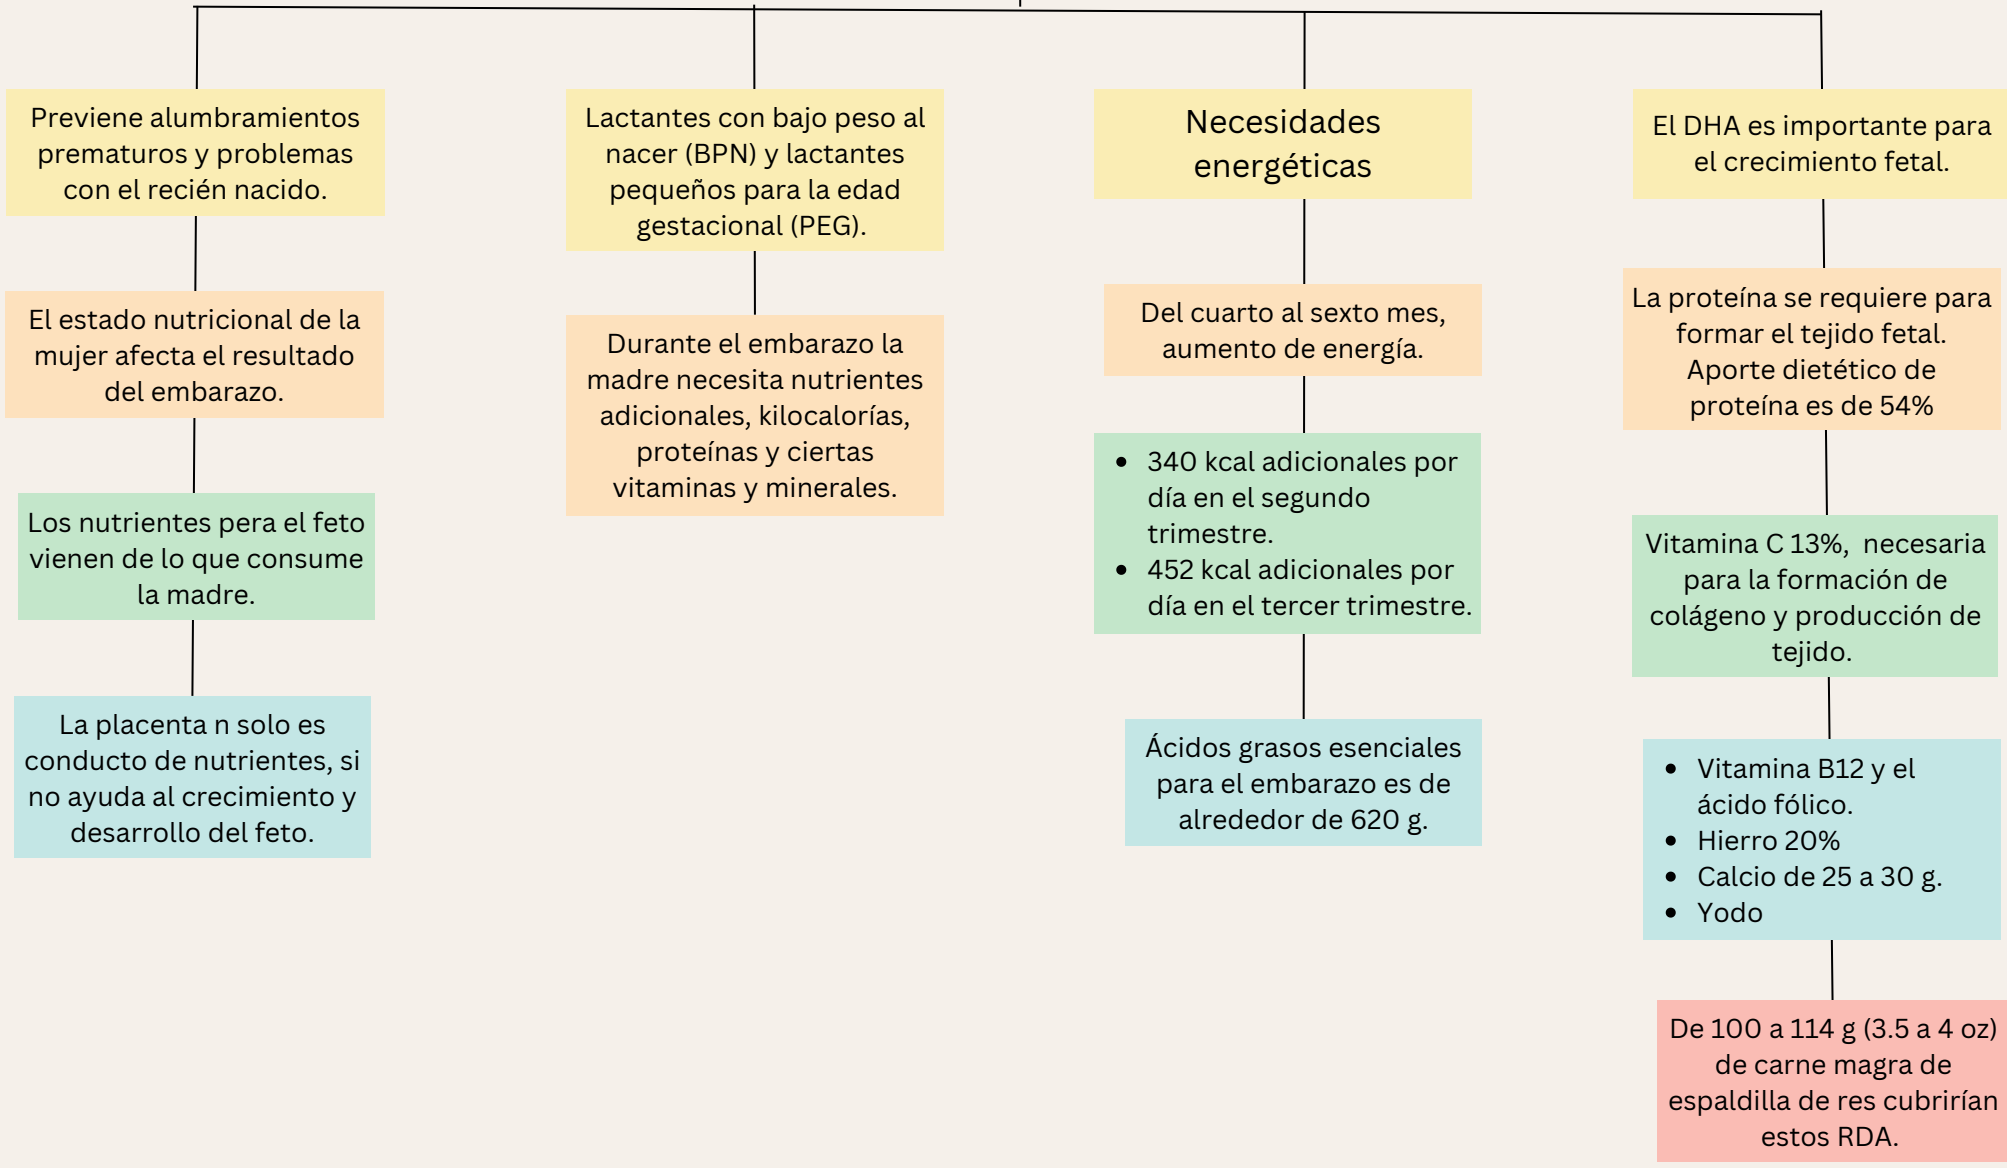 Previene alumbramientos
prematuros y problemas
con el recién nacido.
El estado nutricional de la
mujer afecta el resultado
del embarazo.
Los nutrientes pera el feto
vienen de lo que consume
la madre.
La placenta n solo es
conducto de nutrientes, si
no ayuda al crecimiento y
desarrollo del feto.
Lactantes con bajo peso al
nacer (BPN) y lactantes
pequeños para la edad
gestacional (PEG).
Durante el embarazo la
madre necesita nutrientes
adicionales, kilocalorías,
proteínas y ciertas
vitaminas y minerales.
Necesidades
energéticas
Del cuarto al sexto mes,
aumento de energía.
• 340 kcal adicionales por
día en el segundo
trimestre.
• 452 kcal adicionales por
día en el tercer trimestre.
Ácidos grasos esenciales
para el embarazo es de
alrededor de 620 g.
El DHA es importante para
el crecimiento fetal.
La proteína se requiere para
formar el tejido fetal.
Aporte dietético de
proteína es de 54%
Vitamina C 13%, necesaria
para la formación de
colágeno y producción de
tejido.
• Vitamina B12 y el
ácido fólico.
• Hierro 20%
• Calcio de 25 a 30 g.
• Yodo
De 100 a 114 g (3.5 a 4 oz)
de carne magra de
espaldilla de res cubrirían
estos RDA.